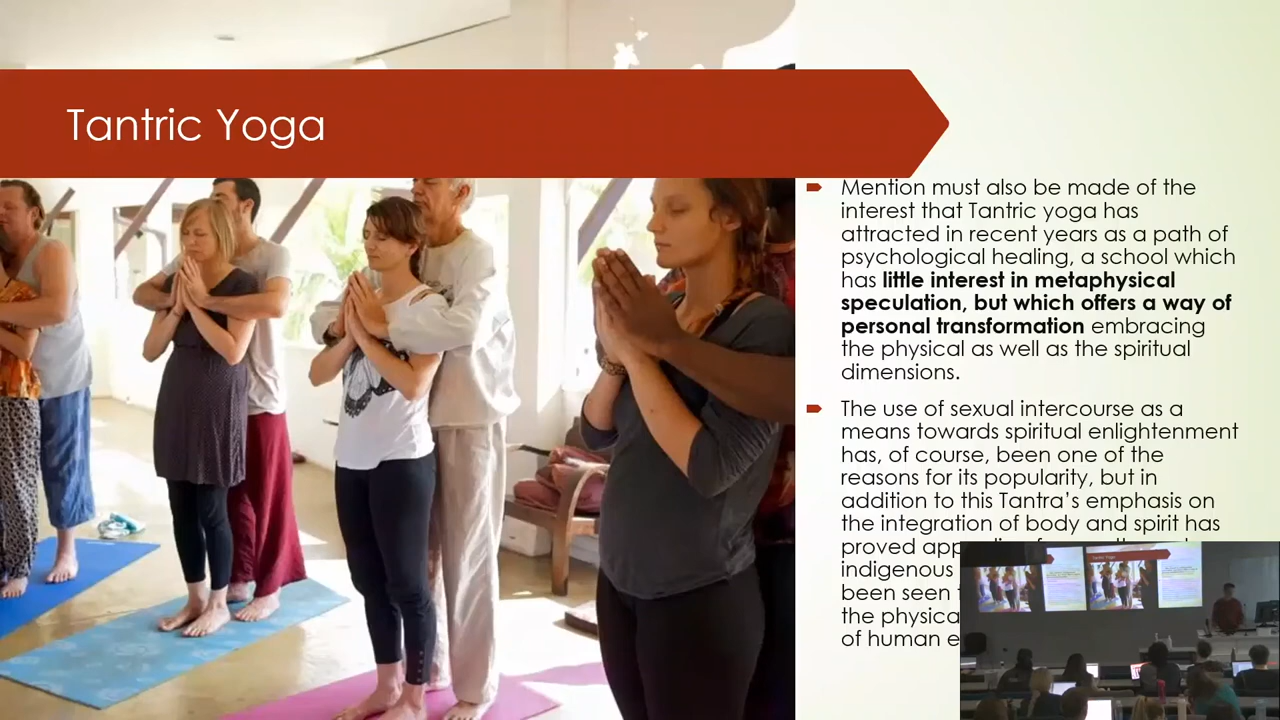 Tantric Yoga
Mention must also be made of the
interest that Tantric yoga has
attracted in recent years as a path of
psychological healing, a school which
has little interest in metaphysical
speculation, but which offers a way of
personal transformation embracing
the physical as well as the spiritual
dimensions.
The use of sexual intercourse as a
means towards spiritual enlightenment
has, of course, been one of the
reasons for its popularity, but in
addition to this Tantra's emphasis on
the integration of body and spirit has
proved
indigenous
been seen
the
of human